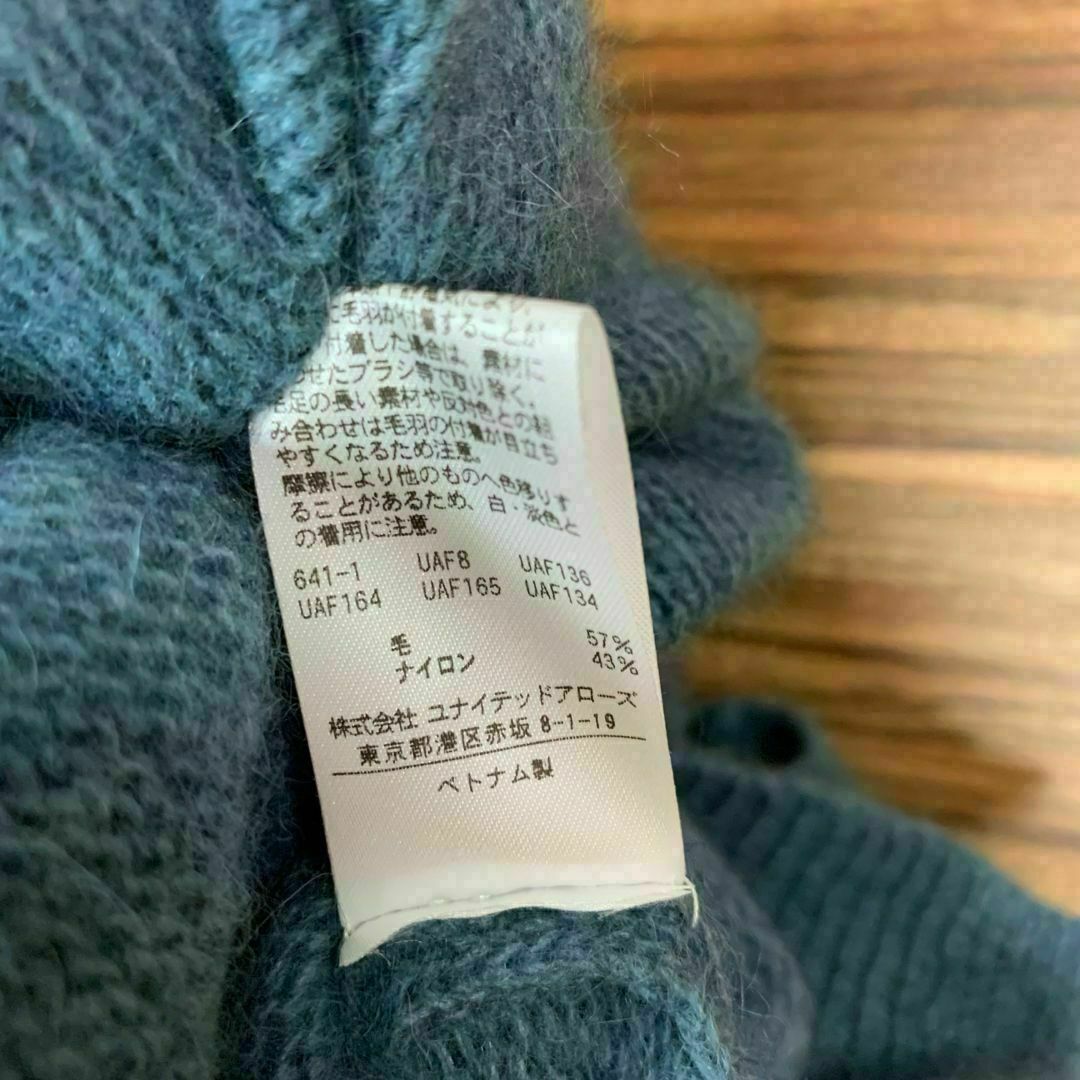 に毛羽が付着することが
付着した場合は、素材に
わせたブラシ等で取り除く。
毛足の長い素材や反対色との組
み合わせは毛羽の付着が目立ち
やすくなるため注意。
摩擦により他のものへ色移りす
ることがあるため、白・淡色と
の着用に注意。
641-1 UAF8 UAF136
UAF164 UAF165 UAF134
毛 57%
ナイロン 43%
株式会社 ユナイテッドアローズ
東京都港区赤坂 8-1-19
ベトナム製